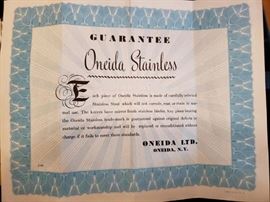 GUARANTEE
Oneida Stainless
Each piece of Oneida Stainless is made of carefully selected
Stainless Steel which will not corrode, rust or stain in nor-
mal use. The knives have mirror finish stainless blades. Any piece bearing
the Oneida Stainless trade-mark is guaranteed against original defects in
material or workmanship and will be replaced or reconditioned without
charge if it fails to meet these standards.
ONEIDA LTD.
ONEIDA, N.Y.